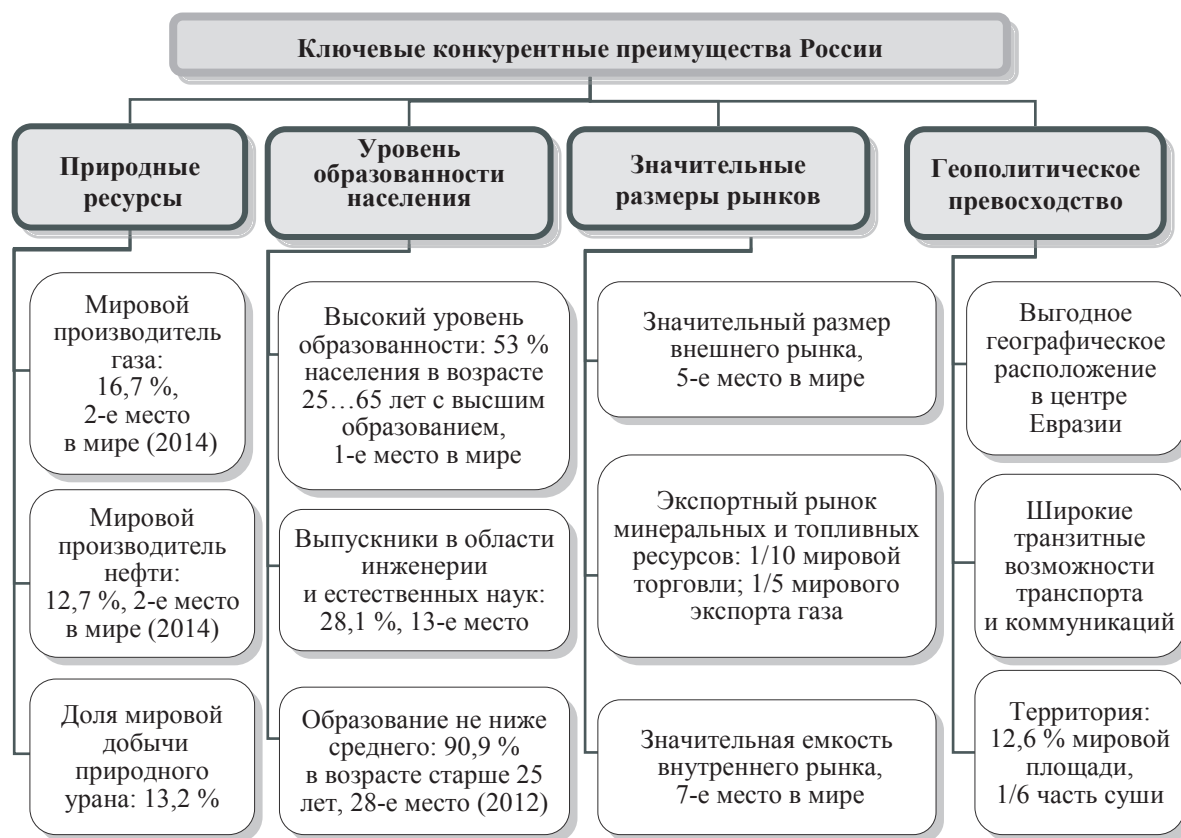 Ключевые конкурентные преимущества России
Природные
ресурсы
Мировой
производитель
газа:
16,7 %,
2-е место
в мире (2014)
Мировой
производитель
нефти:
12,7 %, 2-е место
в мире (2014)
Доля мировой
добычи
природного
урана: 13,2 %
Уровень
образованности
населения
Высокий уровень
образованности: 53 %
населения в возрасте
25…65 лет с высшим
образованием,
1-е место в мире
Выпускники в области
инженерии
и естественных наук:
28,1 %, 13-е место
Образование не ниже
среднего: 90,9 %
в возрасте старше 25
лет, 28-е место (2012)
Значительные
размеры рынков
Значительный размер
внешнего рынка,
5-е место в мире
Экспортный рынок
минеральных и топливных
ресурсов: 1/10 мировой
торговли; 1/5 мирового
экспорта газа
Значительная емкость
внутреннего рынка,
7-е место в мире
Геополитическое
превосходство
Выгодное
географическое
расположение
в центре
Евразии
Широкие
транзитные
возможности
транспорта
и коммуникаций
Территория:
12,6 % мировой
площади,
1/6 часть суши